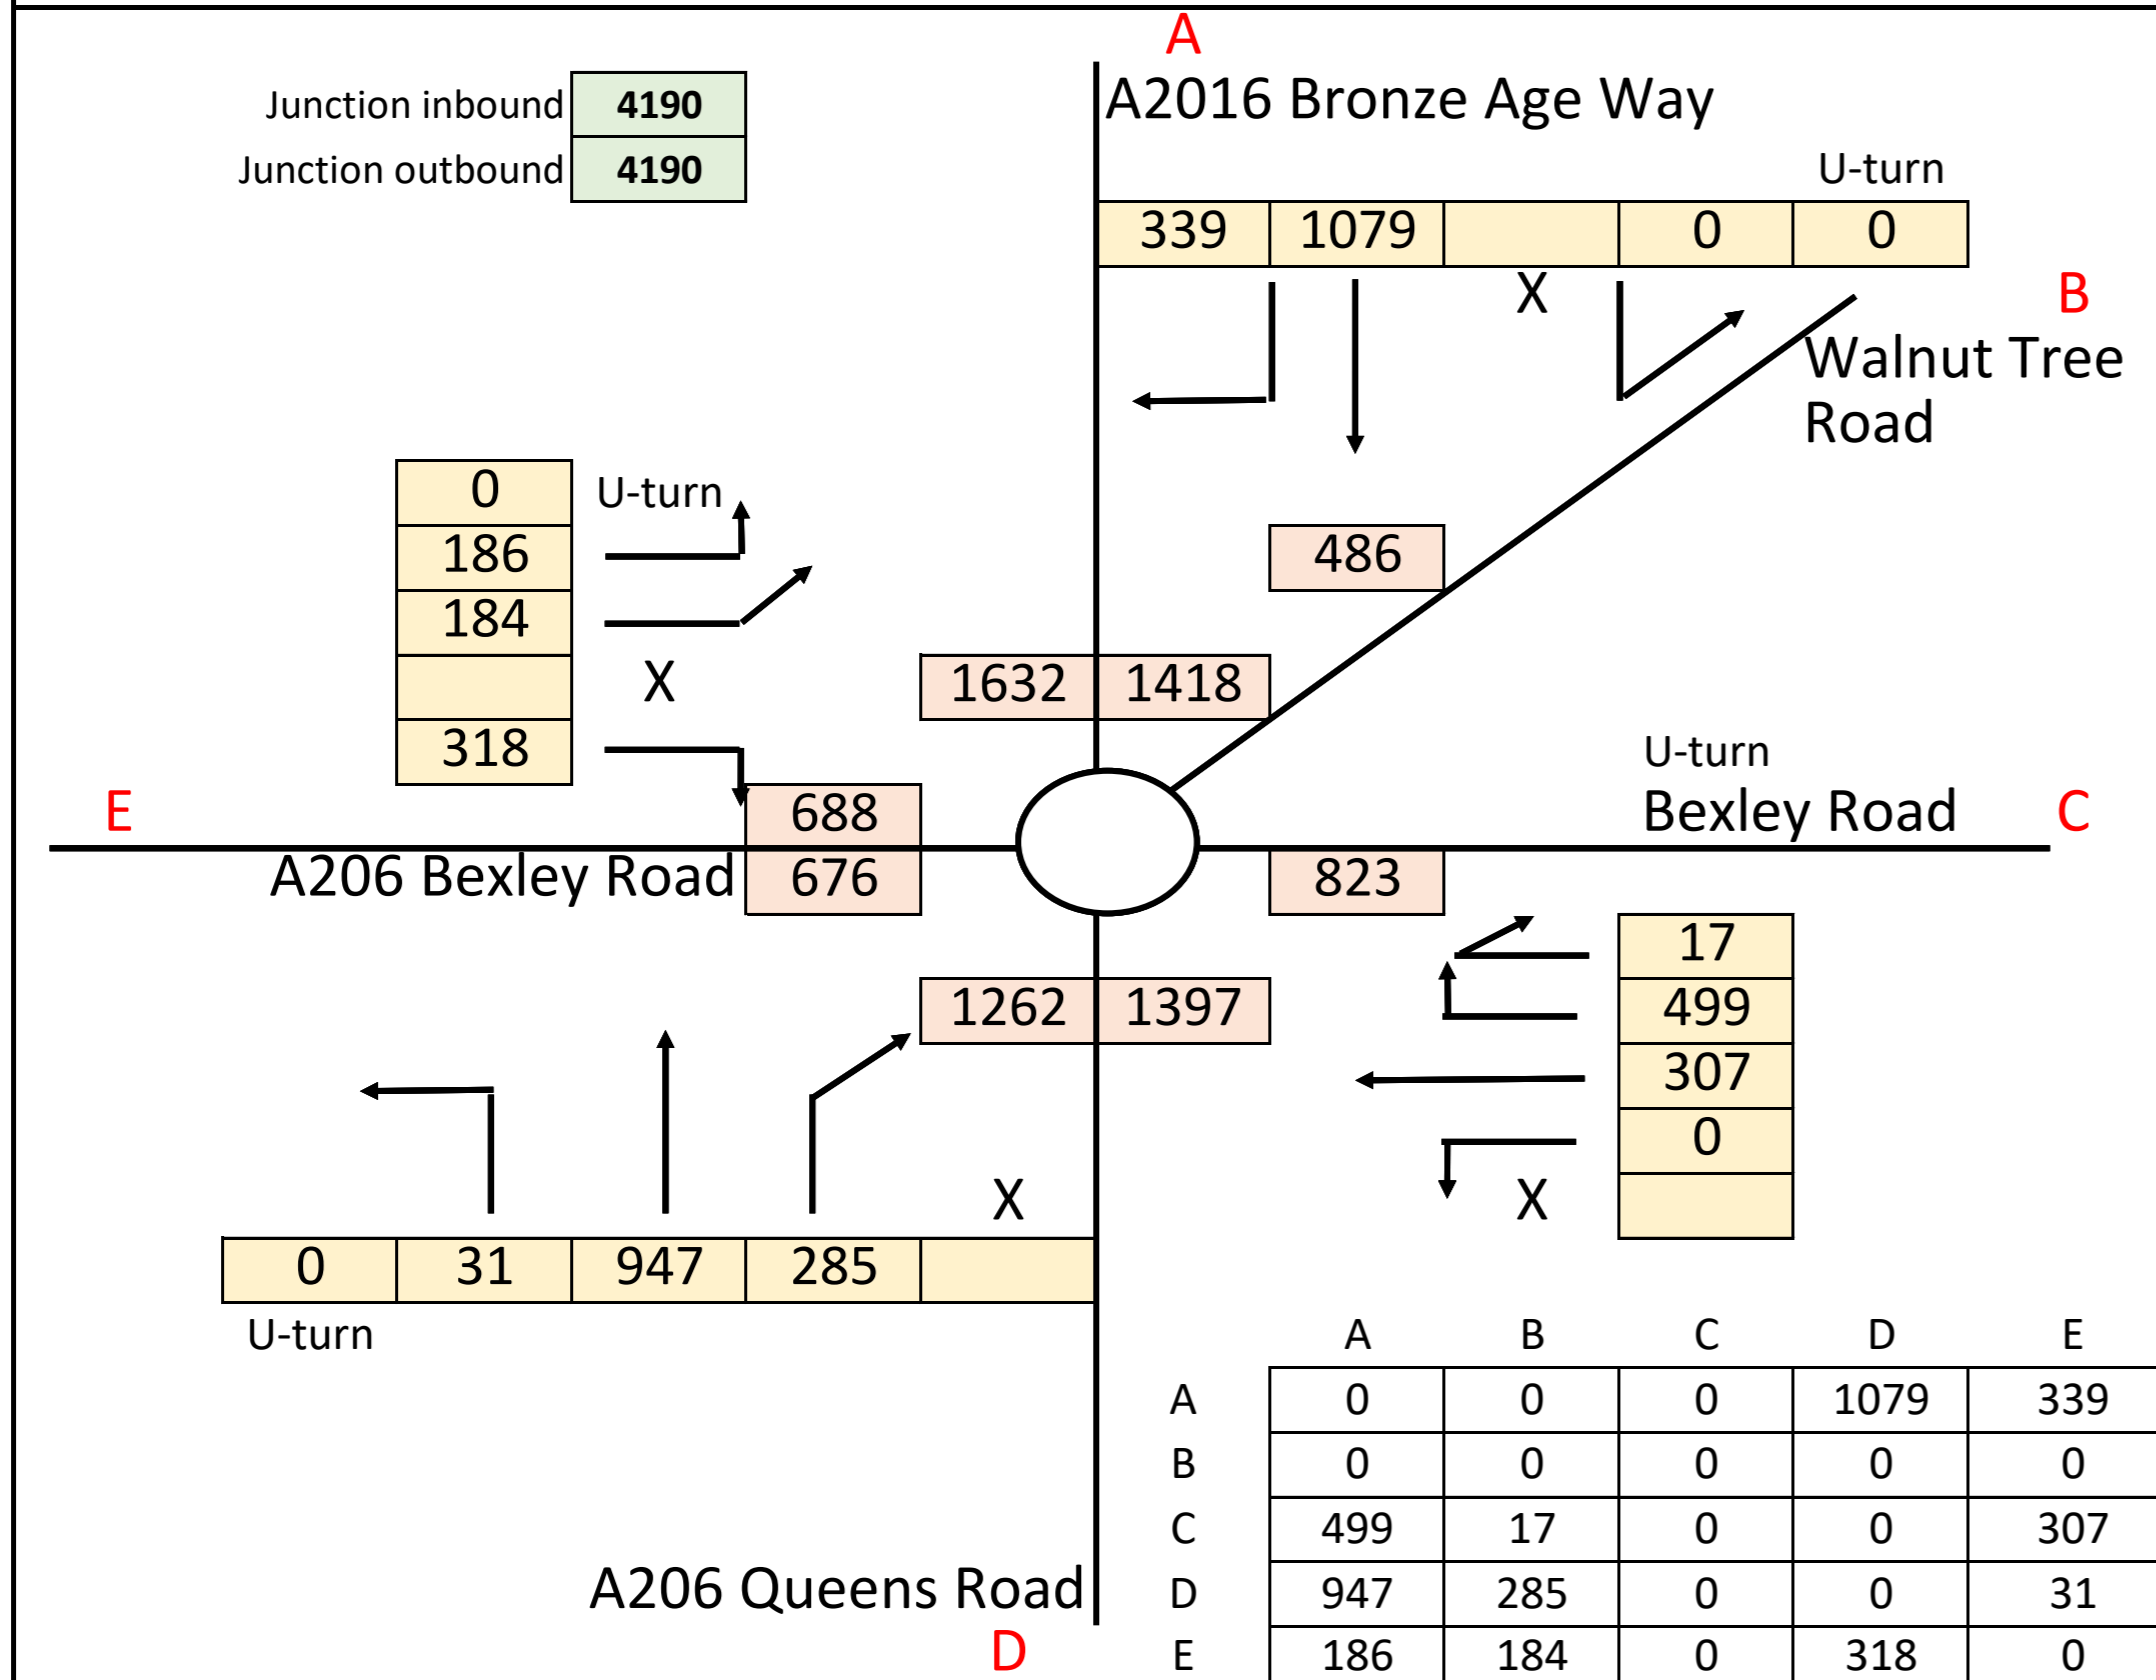 A
Junction inbound 4190
A2016 Bronze Age Way
Junction outbound 4190
U-turn
339 1079 0 0
X
B
Walnut Tree
Road
0 U-turn
186
184
X
318
486
1632 1418
U-turn
Bexley Road C
E
688
A206 Bexley Road 676
823
1262 1397
17
499
307
0
X
X
0 31 947 285
U-turn
A B C D E
A 0 0 0 1079 339
B 0 0 0 0 0
C 499 17 0 0 307
D 947 285 0 0 31
E 186 184 0 318 0
A206 Queens Road
D